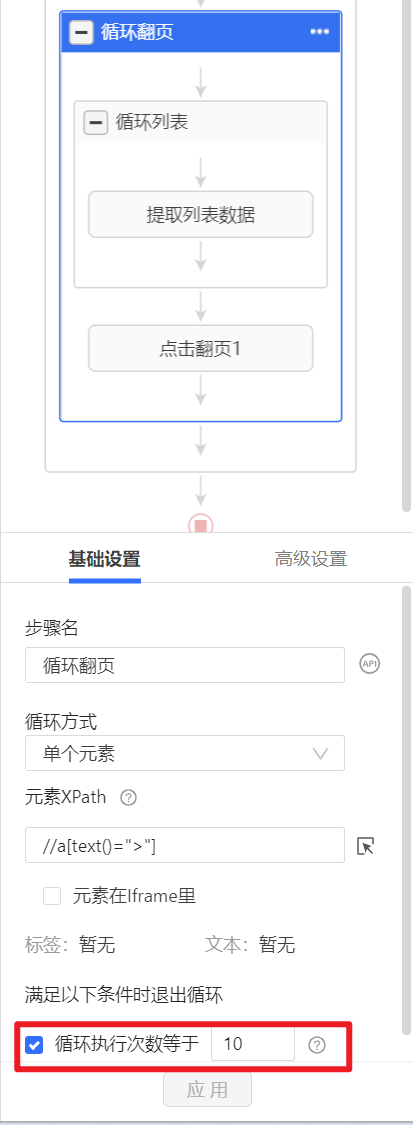 循环翻页
循环列表
提取列表数据
点击翻页1
基础设置 高级设置
步骤名
循环翻页
API
循环方式
单个元素
元素XPath ?
//a[text()=">"]
元素在Iframe里
标签: 暂无 文本: 暂无
满足以下条件时退出循环
循环执行次数等于 10 ?
应用